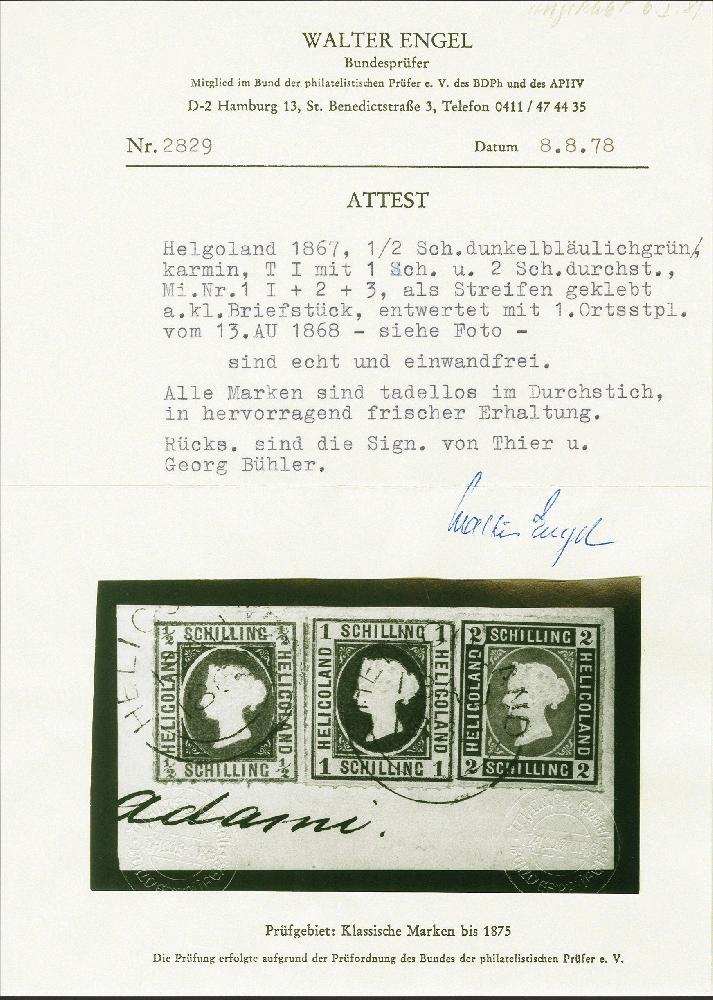 WALTER ENGEL
Bundesprüfer
Mitglied im Bund der philatelistischen Prüfer e. V. des BDPh und des APHV
D-2 Hamburg 13, St. Benedictstraße 3, Telefon 0411 / 47 44 35
Nr. 2829 Datum 8.8.78
ATTEST
Helgoland 1867, 1/2 Sch.dunkelbläulichgrün/
karmin, T I mit 1 Sch. u. 2 Sch.durchst.,
Mi.Nr.1 I + 2 + 3, als Streifen geklebt
a.kl.Briefstück, entwertet mit 1.Ortsstpl.
vom 13.AU 1868 - siehe Foto -
sind echt und einwandfrei.
Alle Marken sind tadellos im Durchstich,
in hervorragend frischer Erhaltung.
Rücks. sind die Sign. von Thier u.
Georg Bühler.
Walter Engel
½ SCHILLING ½
HELIGOLAND
HELIGOLAND
½ SCHILLING ½
1 SCHILLING 1
HELIGOLAND
HELIGOLAND
1 SCHILLING 1
2 SCHILLING 2
HELIGOLAND
HELIGOLAND
2 SCHILLING 2
adami.
Prüfgebiet: Klassische Marken bis 1875
Die Prüfung erfolgte aufgrund der Prüfordnung des Bundes der philatelistischen Prüfer e. V.